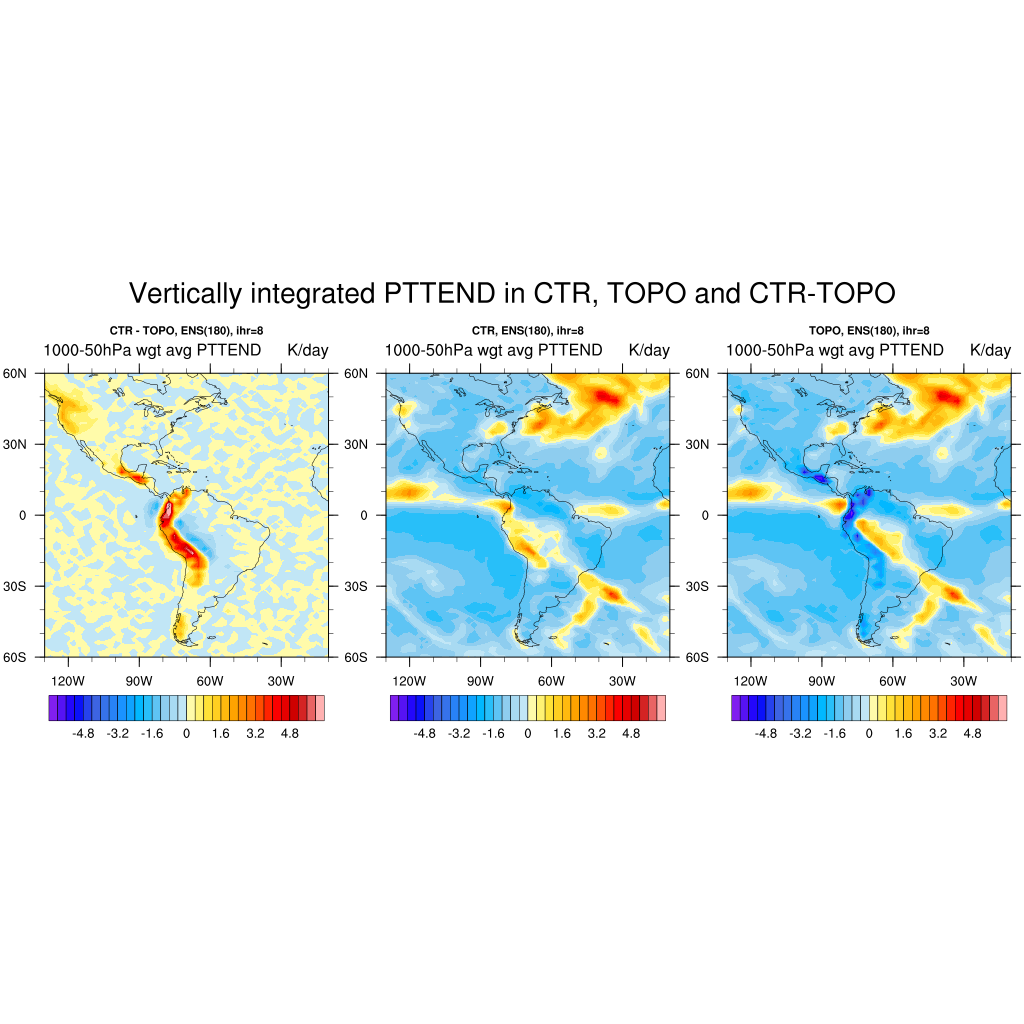 Vertically integrated PTTEND in CTR, TOPO and CTR-TOPO
CTR - TOPO, ENS(180), ihr=8
1000-50hPa wgt avg PTTEND K/day
60N
30N
0
30S
60S
120W 90W 60W 30W
-4.8 -3.2 -1.6 0 1.6 3.2 4.8
CTR, ENS(180), ihr=8
1000-50hPa wgt avg PTTEND K/day
60N
30N
0
30S
60S
120W 90W 60W 30W
-4.8 -3.2 -1.6 0 1.6 3.2 4.8
TOPO, ENS(180), ihr=8
1000-50hPa wgt avg PTTEND K/day
60N
30N
0
30S
60S
120W 90W 60W 30W
-4.8 -3.2 -1.6 0 1.6 3.2 4.8